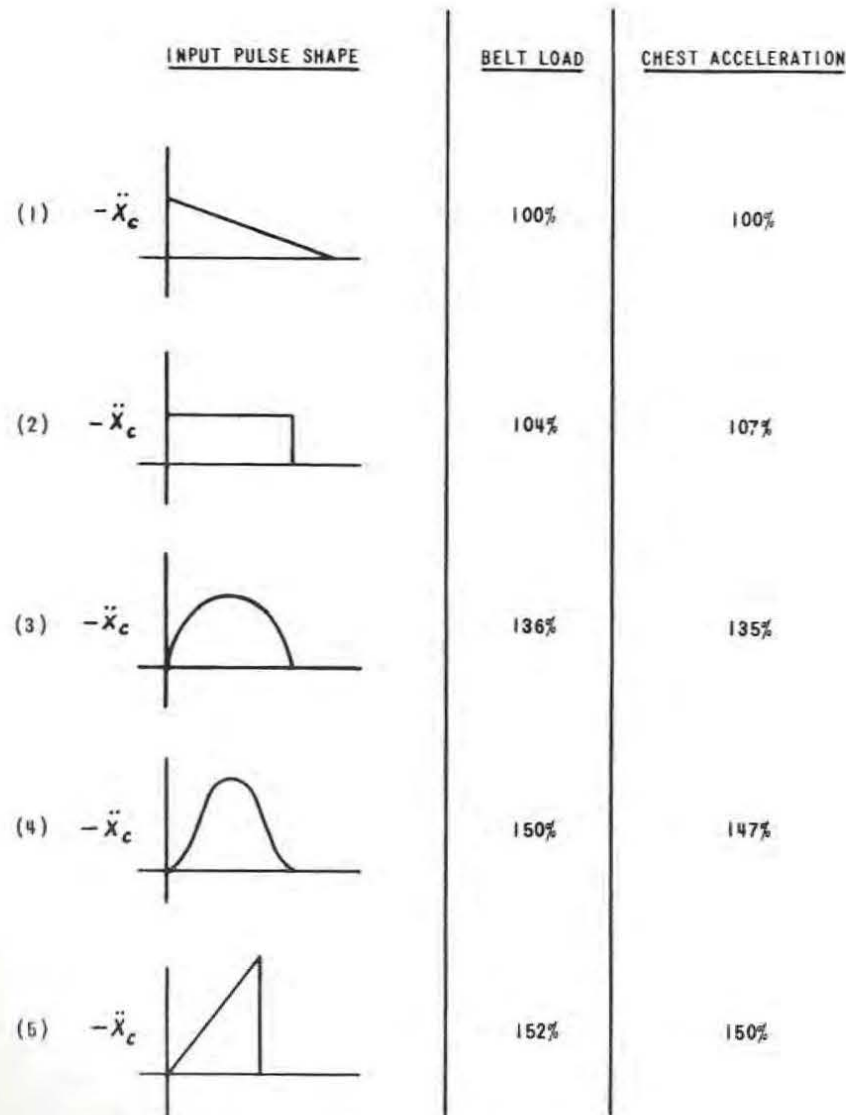 INPUT PULSE SHAPE BELT LOAD CHEST ACCELERATION
(1) -Ẍc 100% 100%
(2) -Ẍc 104% 107%
(3) -Ẍc 136% 135%
(4) -Ẍc 150% 147%
(5) -Ẍc 152% 150%